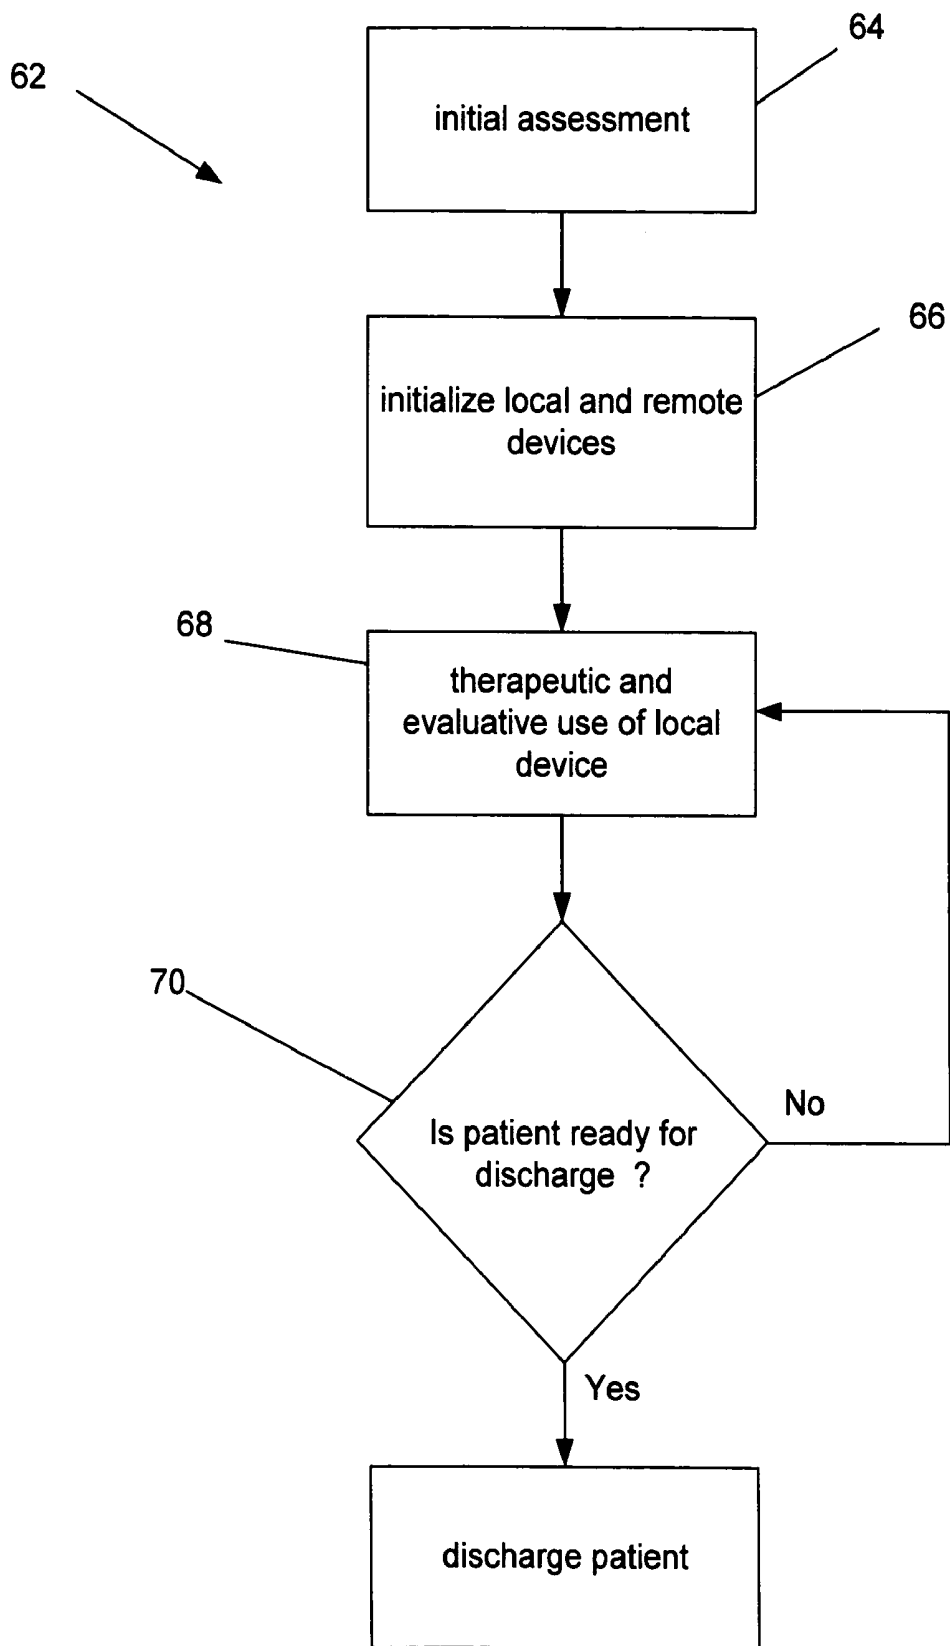 64
62
initial assessment
66
initialize local and remote
devices
68
therapeutic and
evaluative use of local
device
70
No
Is patient ready for
discharge ?
Yes
discharge patient